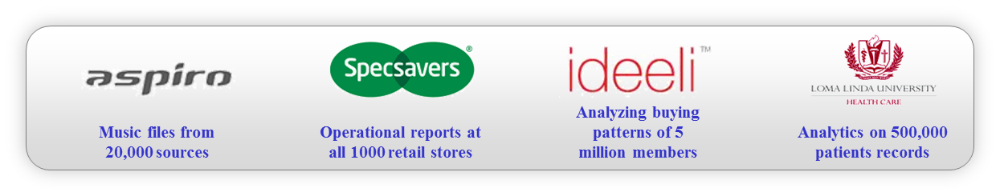 aspiro
Music files from
20,000 sources
Specsavers®
Operational reports at
all 1000 retail stores
ideeli™
Analyzing buying
patterns of 5
million members
LOMA LINDA UNIVERSITY
HEALTH CARE
Analytics on 500,000
patients records